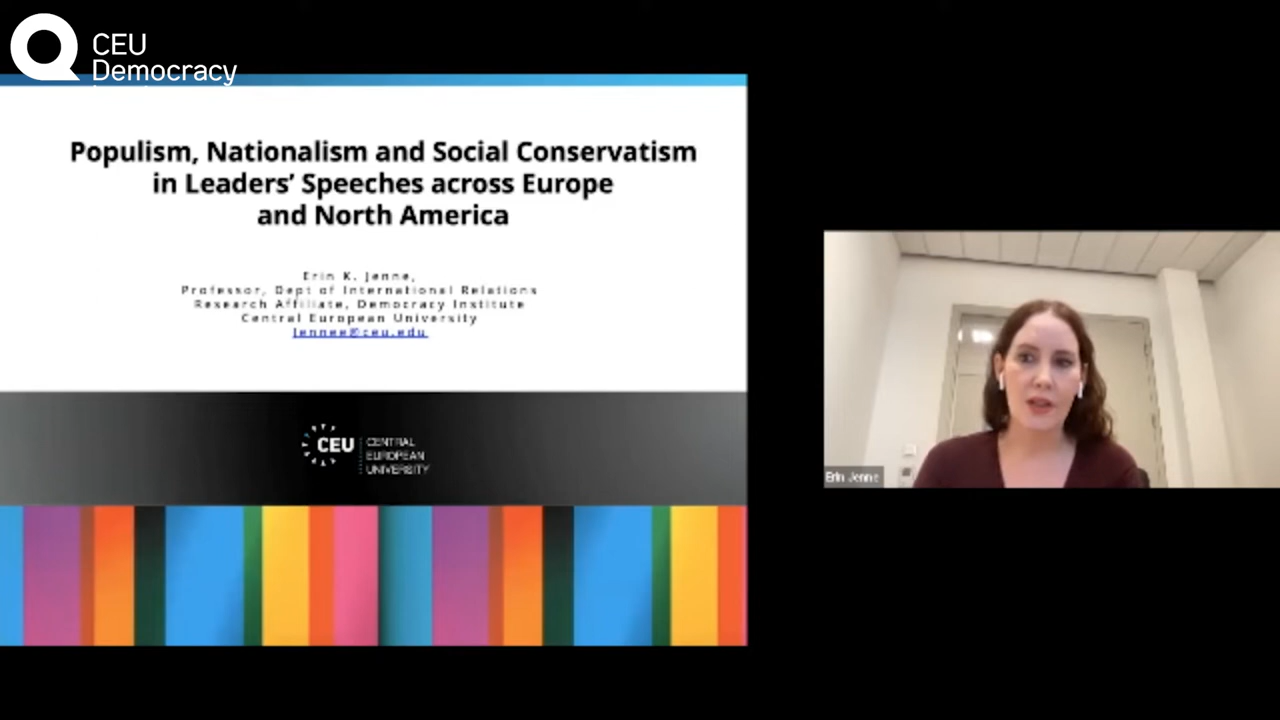 CEU
Democracy
Populism, Nationalism and Social Conservatism
in Leaders' Speeches across Europe
and North America
Erin K. Jenne,
Professor, Dept of International Relations
Research Affiliate, Democracy Institute
Central European University
jennee@ceu.edu
CEU
CENTRAL
EUROPEAN
UNIVERSITY
Erin Jenne